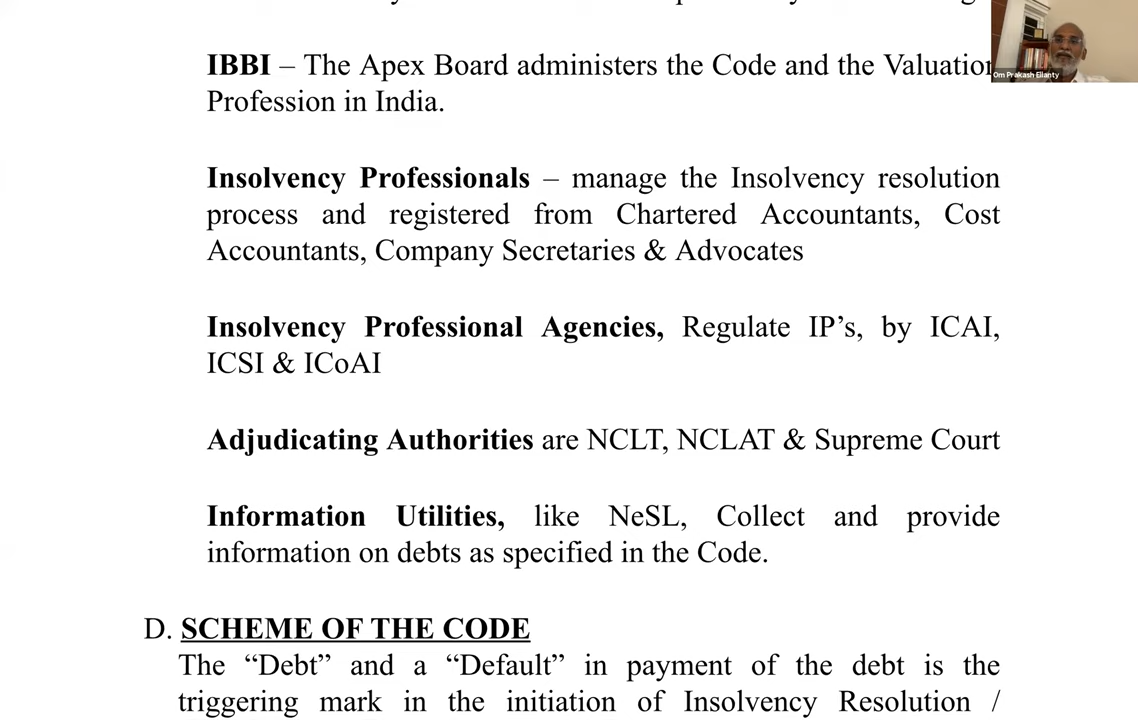 IBBI – The Apex Board administers the Code and the Valuation
Om Prakash Elianty
Profession in India.
Insolvency Professionals – manage the Insolvency resolution
process and registered from Chartered Accountants, Cost
Accountants, Company Secretaries & Advocates
Insolvency Professional Agencies, Regulate IP’s, by ICAI,
ICSI & ICoAI
Adjudicating Authorities are NCLT, NCLAT & Supreme Court
Information Utilities, like NeSL, Collect and provide
information on debts as specified in the Code.
D. SCHEME OF THE CODE
The “Debt” and a “Default” in payment of the debt is the
triggering mark in the initiation of Insolvency Resolution /